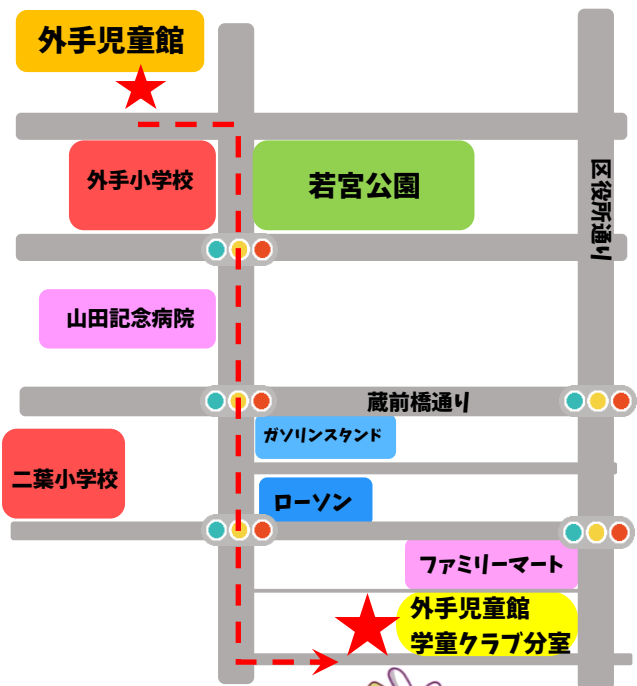 外手児童館
外手小学校
若宮公園
区役所通り
山田記念病院
蔵前橋通り
ガソリンスタンド
二葉小学校
ローソン
ファミリーマート
外手児童館
学童クラブ分室